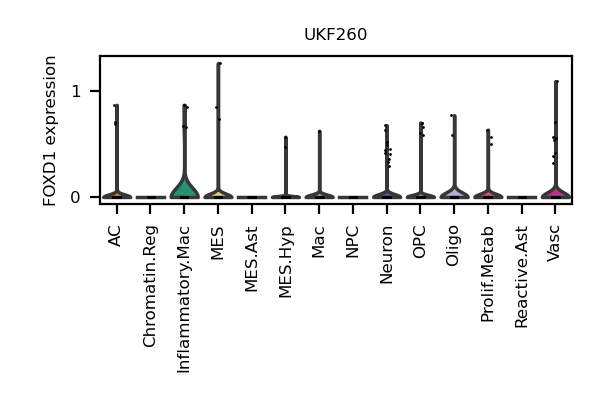 UKF260
FOXD1 expression
1
0
AC
Chromatin.Reg
Inflammatory.Mac
MES
MES.Ast
MES.Hyp
Mac
NPC
Neuron
OPC
Oligo
Prolif.Metab
Reactive.Ast
Vasc